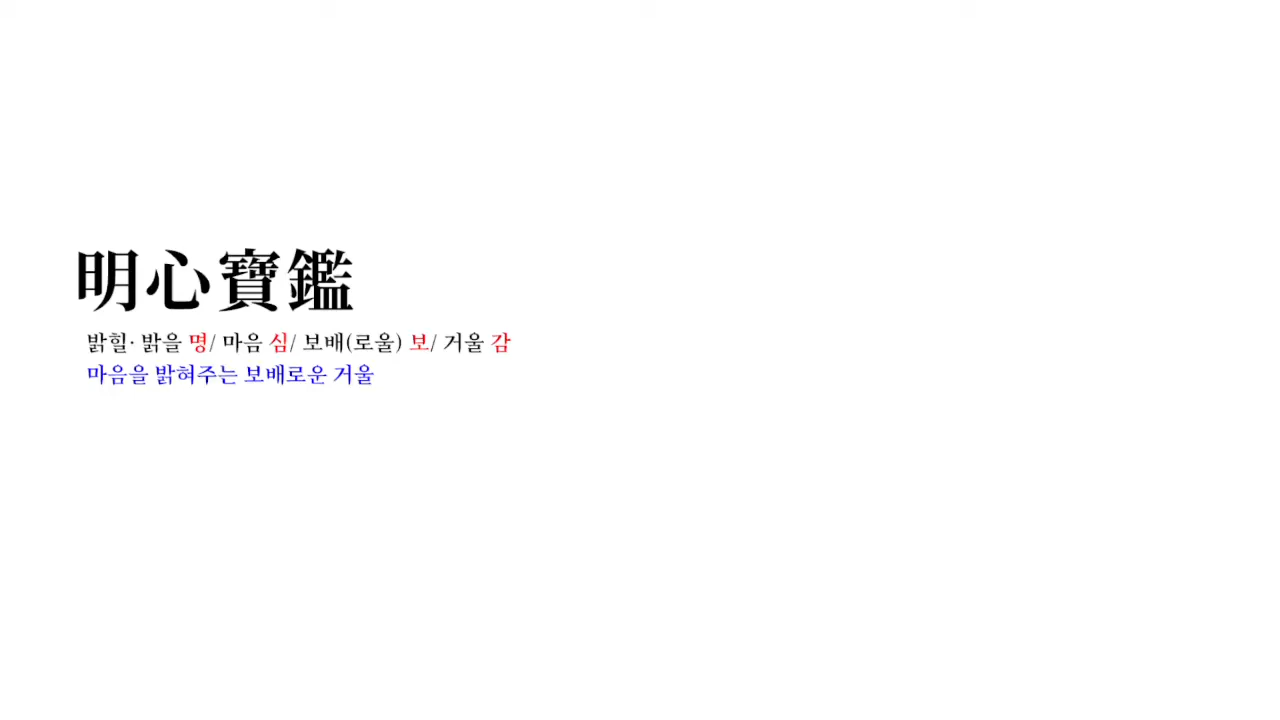 明心寶鑑
밝힐· 밝을 명/ 마음 심/ 보배(로울) 보/ 거울 감
마음을 밝혀주는 보배로운 거울